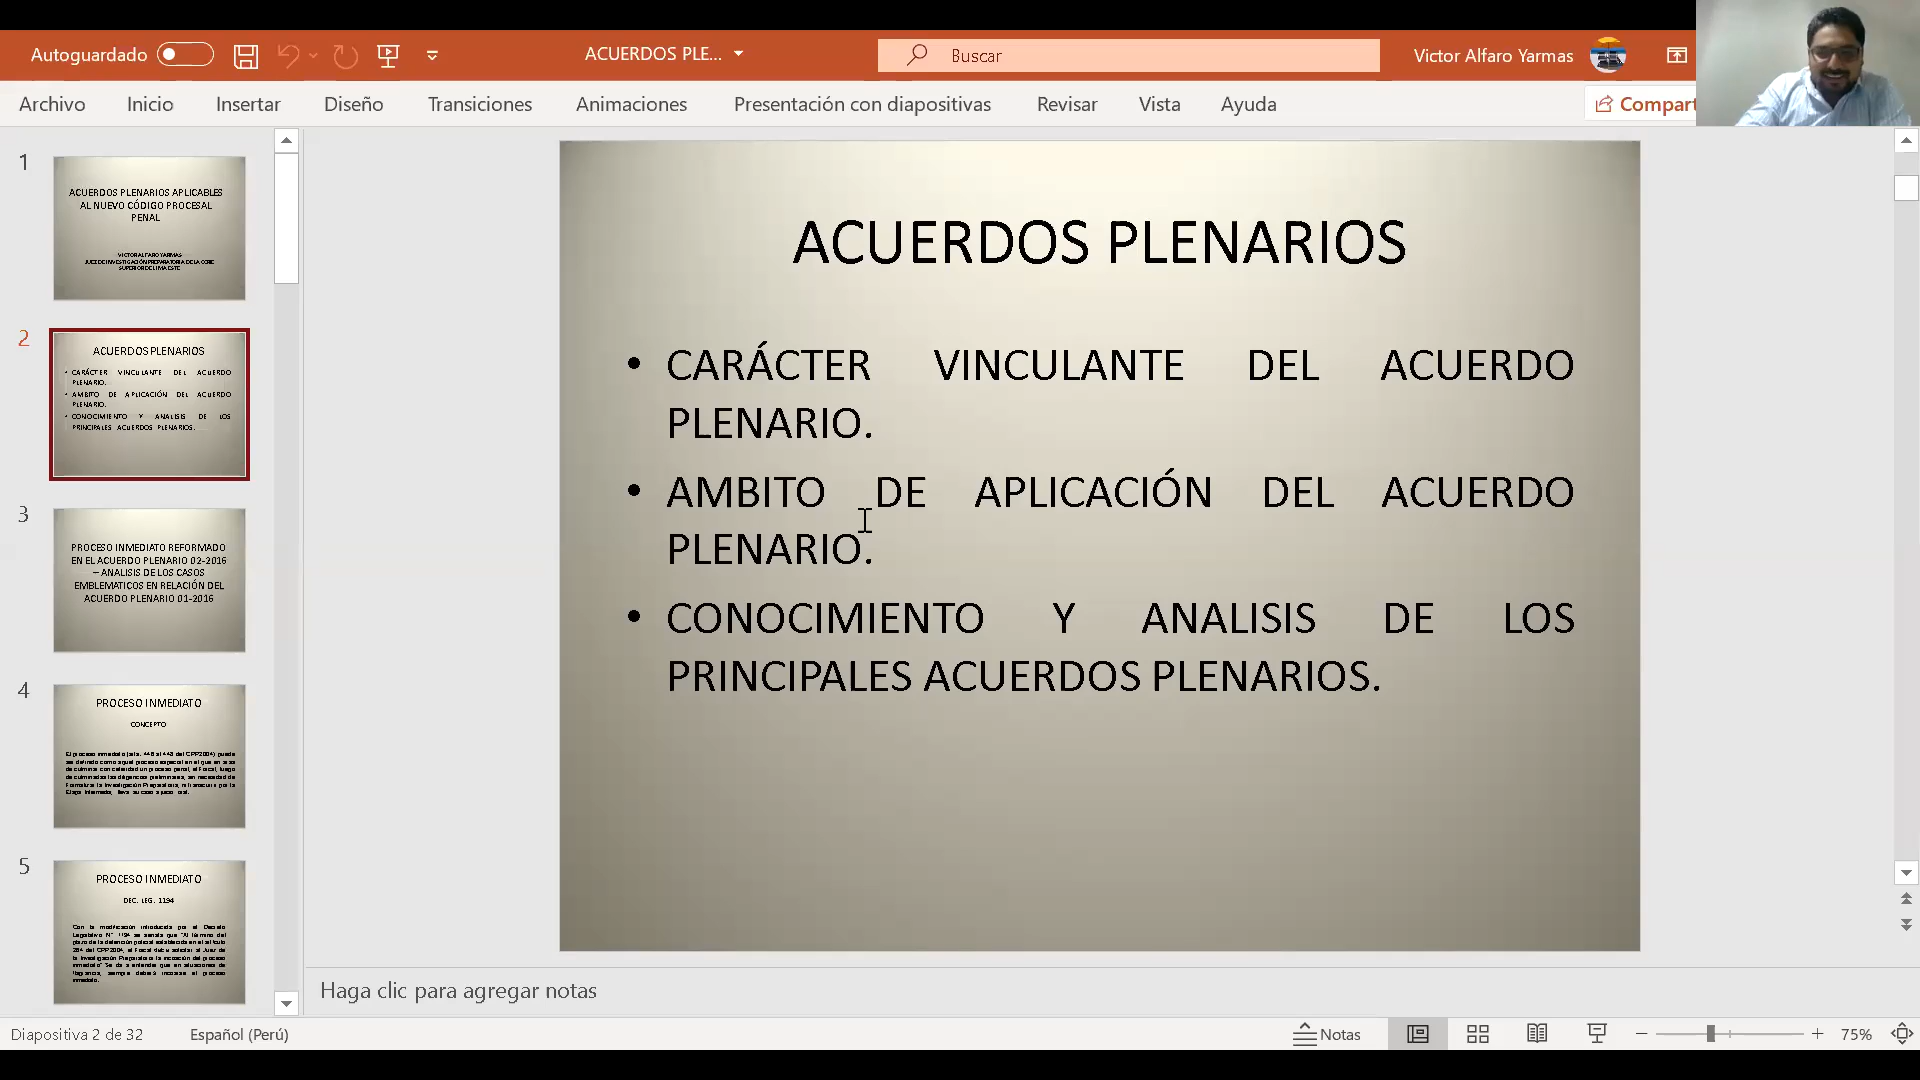 Autoguardado
ACUERDOS PLE...
Buscar
Victor Alfaro Yarmas
Archivo
Inicio
Insertar
Diseño
Transiciones
Animaciones
Presentación con diapositivas
Revisar
Vista
Ayuda
Compart
1
ACUERDOS PLENARIOS APLICABLES
AL NUEVO CÓDIGO PROCESAL
PENAL
VICTOR ALFARO YARMAS
JUEZ DE INVESTIGACIÓN PREPARATORIA DE LA CORTE
SUPERIOR DE LIMA ESTE
2
ACUERDOS PLENARIOS
• CARÁCTER VINCULANTE DEL ACUERDO
PLENARIO.
• AMBITO DE APLICACIÓN DEL ACUERDO
PLENARIO.
• CONOCIMIENTO Y ANALISIS DE LOS
PRINCIPALES ACUERDOS PLENARIOS.
3
PROCESO INMEDIATO REFORMADO
EN EL ACUERDO PLENARIO 02-2016
– ANALISIS DE LOS CASOS
EMBLEMATICOS EN RELACIÓN DEL
ACUERDO PLENARIO 01-2016
4
PROCESO INMEDIATO
CONCEPTO
5
PROCESO INMEDIATO
DEC. LEG. 1194
ACUERDOS PLENARIOS
• CARÁCTER VINCULANTE DEL ACUERDO
PLENARIO.
• AMBITO DE APLICACIÓN DEL ACUERDO
PLENARIO.
• CONOCIMIENTO Y ANALISIS DE LOS
PRINCIPALES ACUERDOS PLENARIOS.
Haga clic para agregar notas
Diapositiva 2 de 32
Español (Perú)
Notas
75%